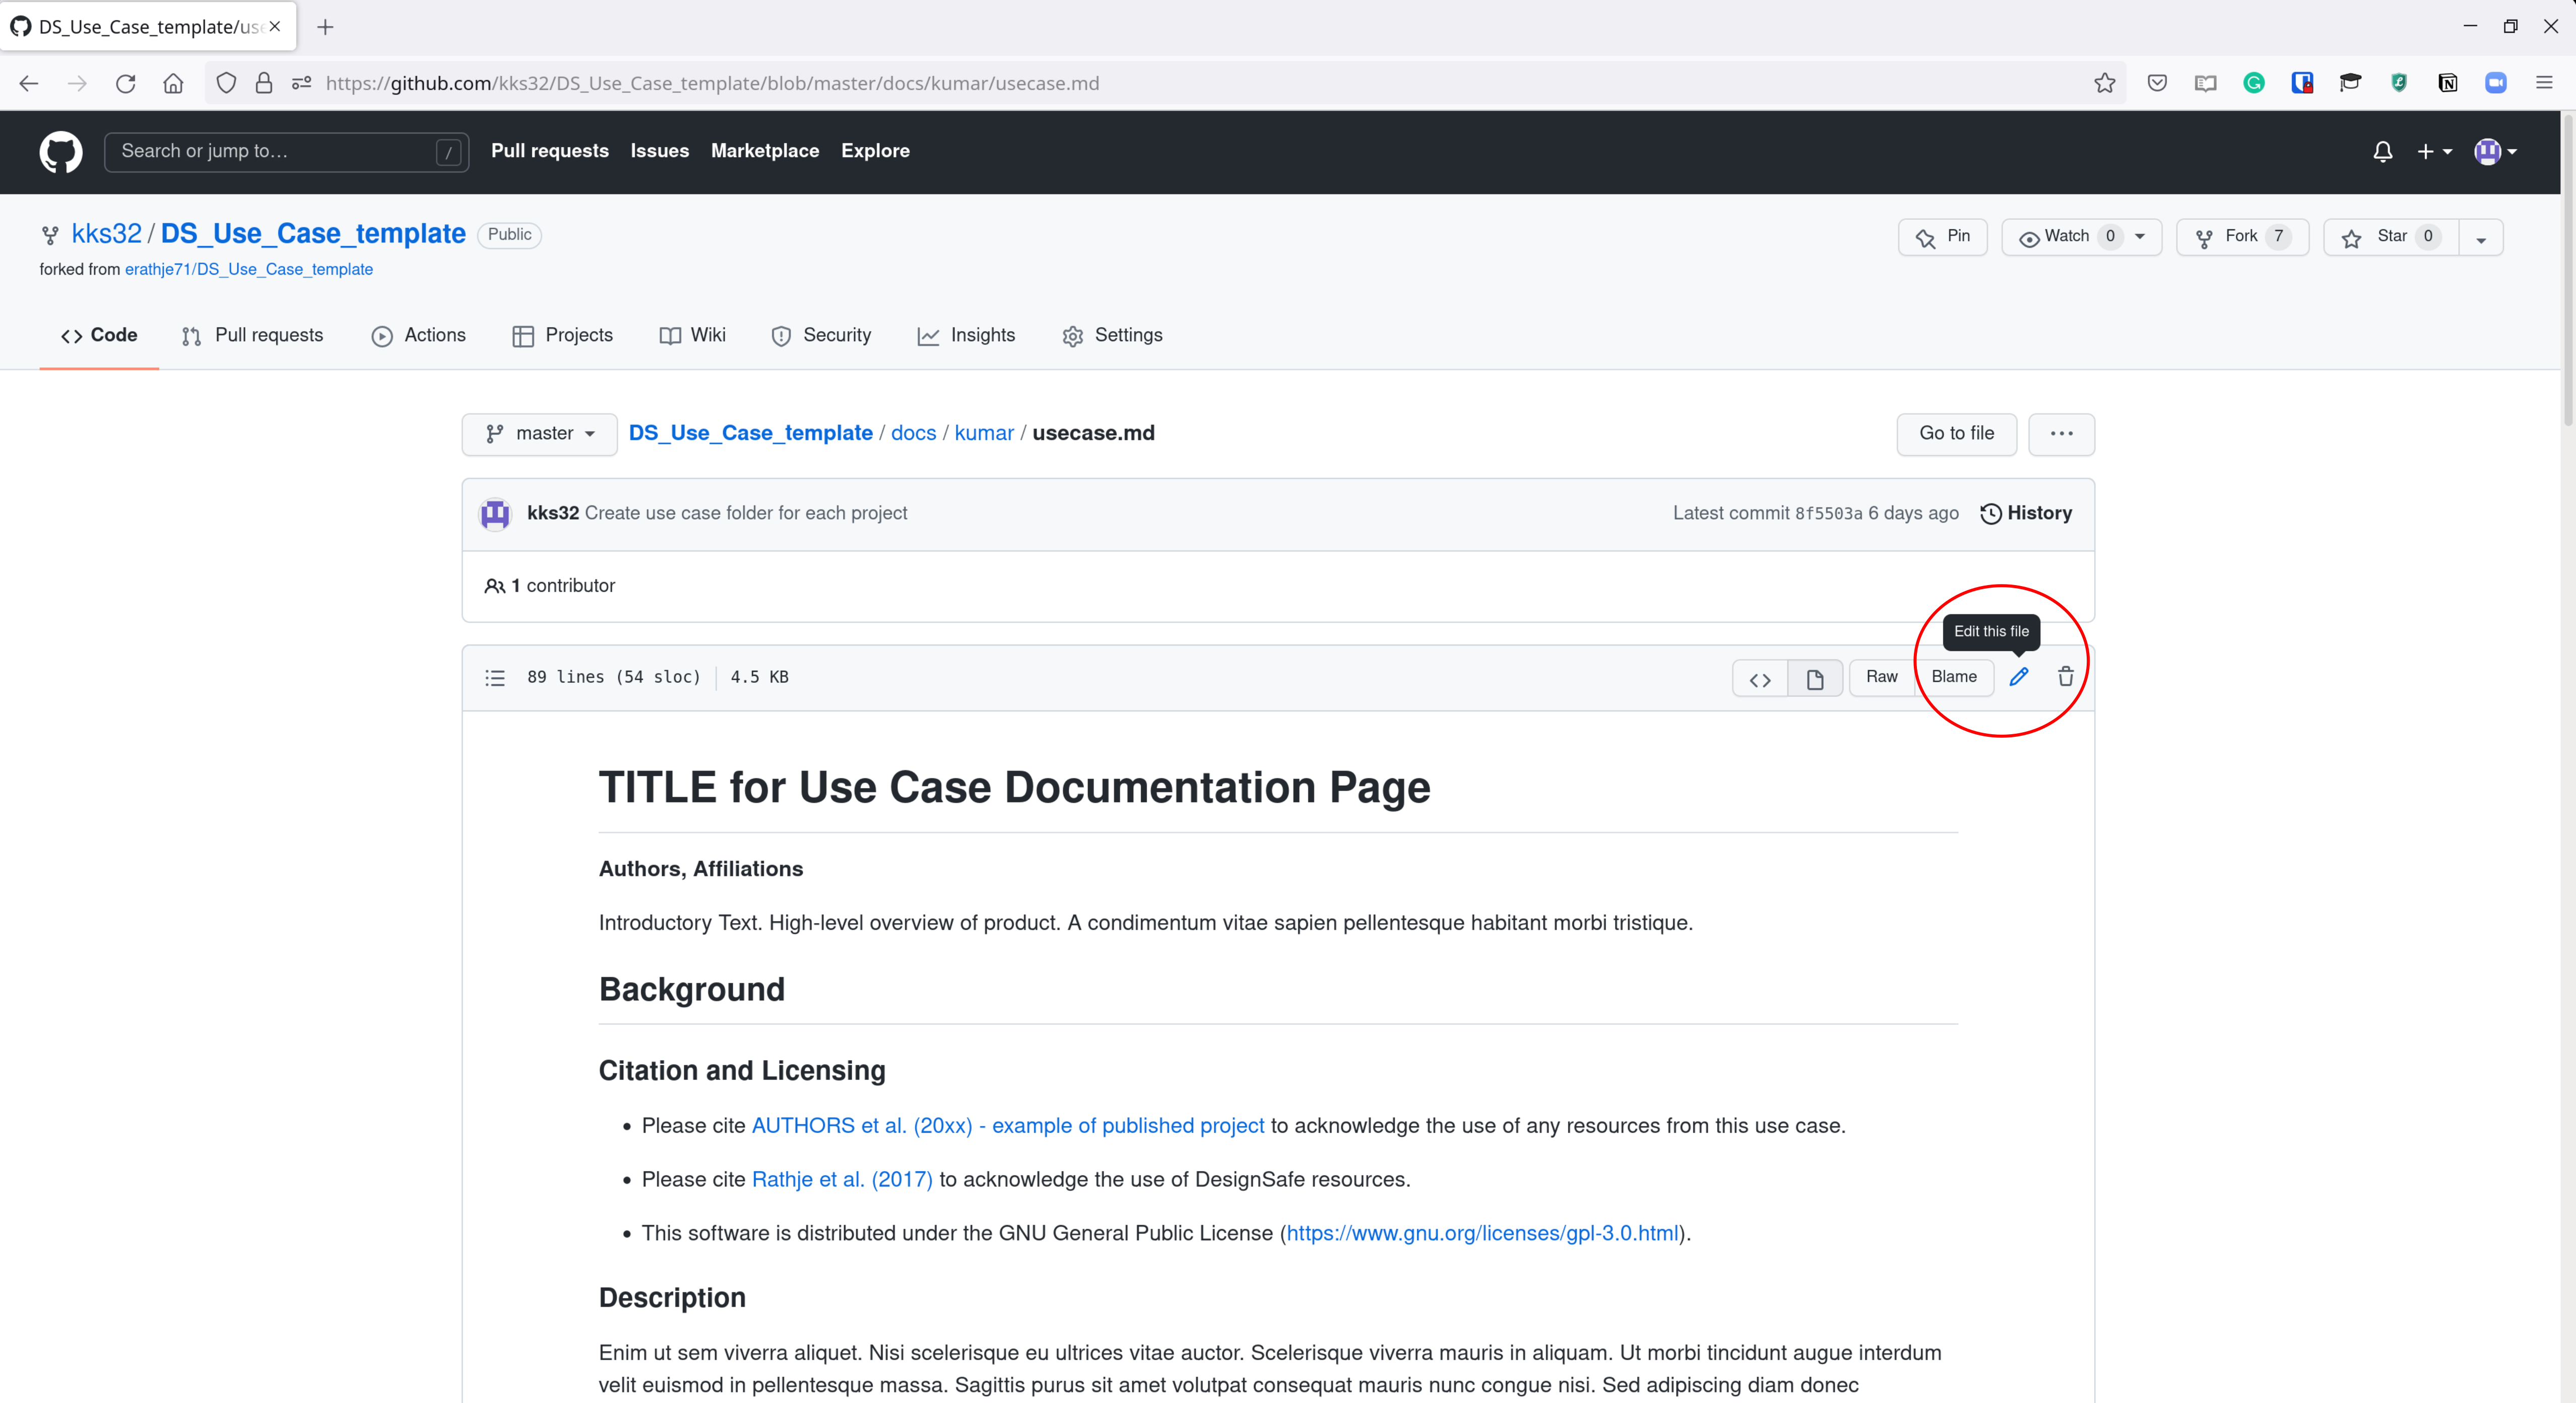 DS_Use_Case_template/use
https://github.com/kks32/DS_Use_Case_template/blob/master/docs/kumar/usecase.md
Search or jump to… / Pull requests Issues Marketplace Explore
kks32 / DS_Use_Case_template Public
Pin Watch 0 Fork 7 Star 0
forked from erathje71/DS_Use_Case_template
Code Pull requests Actions Projects Wiki Security Insights Settings
master DS_Use_Case_template / docs / kumar / usecase.md Go to file ...
kks32 Create use case folder for each project Latest commit 8f5503a 6 days ago History
1 contributor
Edit this file
89 lines (54 sloc) 4.5 KB <> Raw Blame
TITLE for Use Case Documentation Page
Authors, Affiliations
Introductory Text. High-level overview of product. A condimentum vitae sapien pellentesque habitant morbi tristique.
Background
Citation and Licensing
• Please cite AUTHORS et al. (20xx) - example of published project to acknowledge the use of any resources from this use case.
• Please cite Rathje et al. (2017) to acknowledge the use of DesignSafe resources.
• This software is distributed under the GNU General Public License (https://www.gnu.org/licenses/gpl-3.0.html).
Description
Enim ut sem viverra aliquet. Nisi scelerisque eu ultrices vitae auctor. Scelerisque viverra mauris in aliquam. Ut morbi tincidunt augue interdum
velit euismod in pellentesque massa. Sagittis purus sit amet volutpat consequat mauris nunc congue nisi. Sed adipiscing diam donec